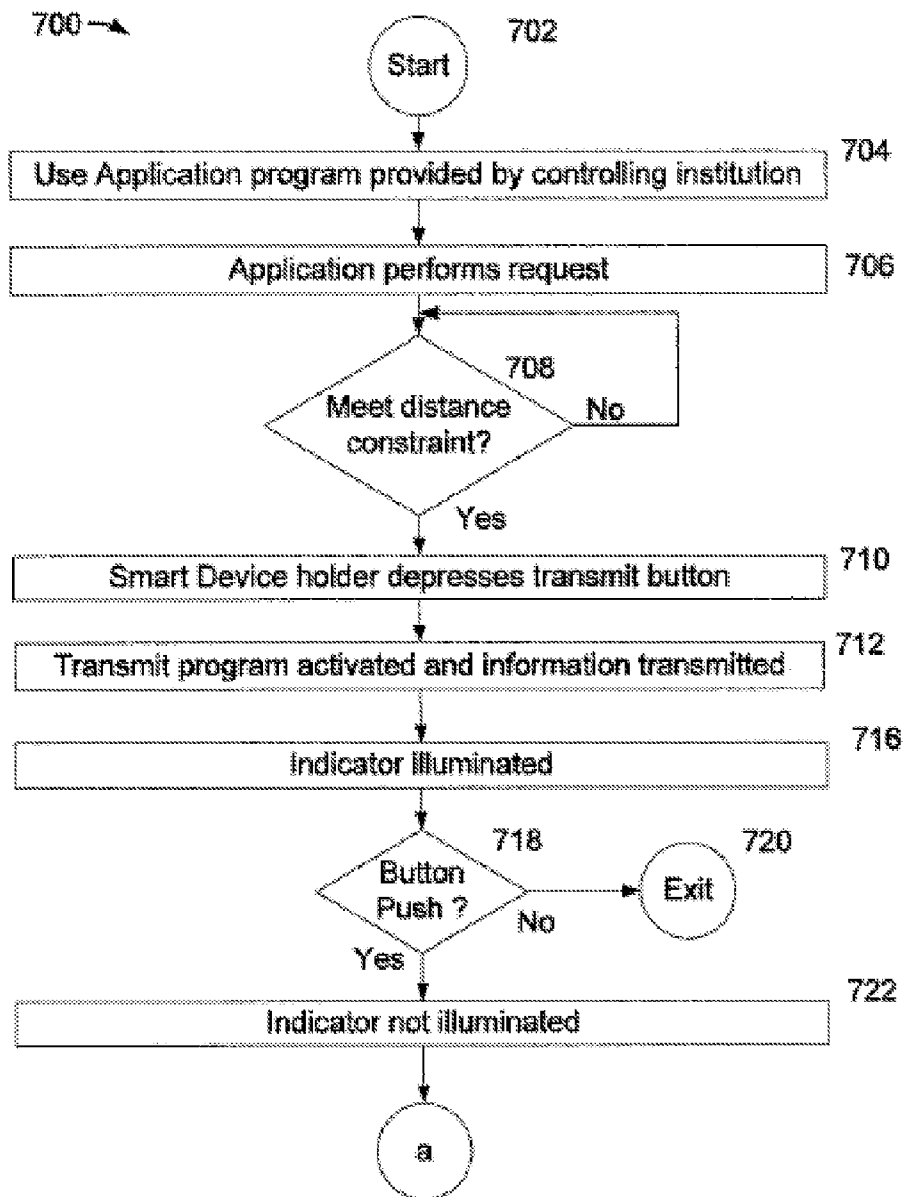 700
702
Start
704
Use Application program provided by controlling institution
Application performs request
706
708
Meet distance
constraint?
No
Yes
710
Smart Device holder depresses transmit button
712
Transmit program activated and information transmitted
716
Indicator illuminated
718
720
Button
Push ?
Exit
No
Yes
722
Indicator not illuminated
a